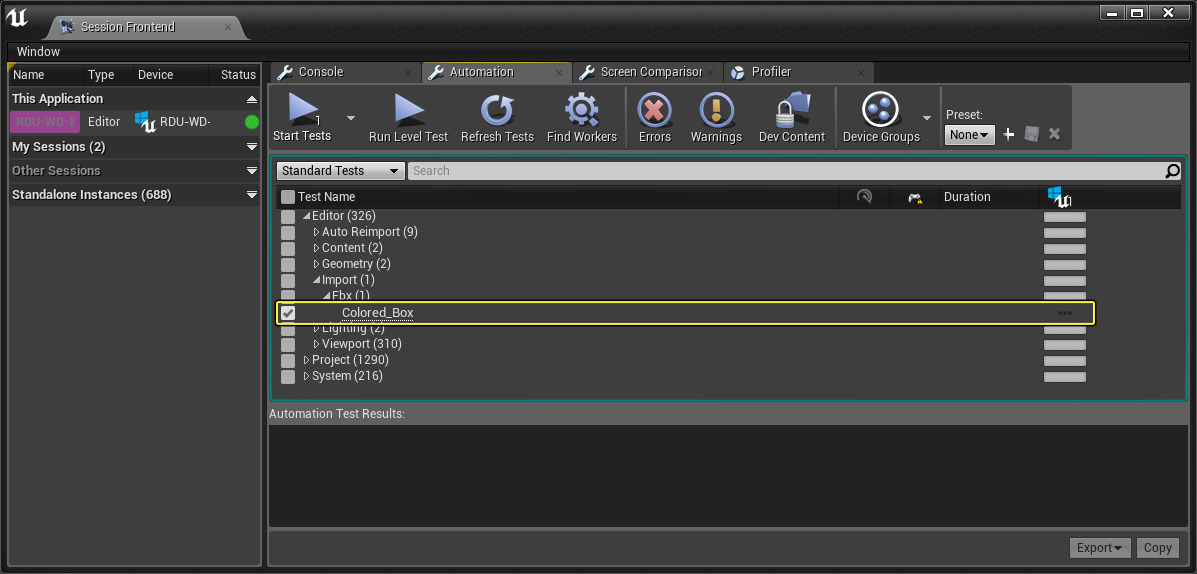 Session Frontend
Window
Name Type Device Status
This Application
RDU-WD-E Editor RDU-WD-
My Sessions (2)
Other Sessions
Standalone Instances (688)
Console Automation Screen Comparison Profiler
1
Start Tests Run Level Test Refresh Tests Find Workers Errors Warnings Dev Content Device Groups
Preset:
None
Standard Tests Search
Test Name Duration 1
Editor (326)
Auto Reimport (9)
Content (2)
Geometry (2)
Import (1)
Fbx (1)
Colored_Box
Lighting (2)
Viewport (310)
Project (1290)
System (216)
Automation Test Results:
Export Copy